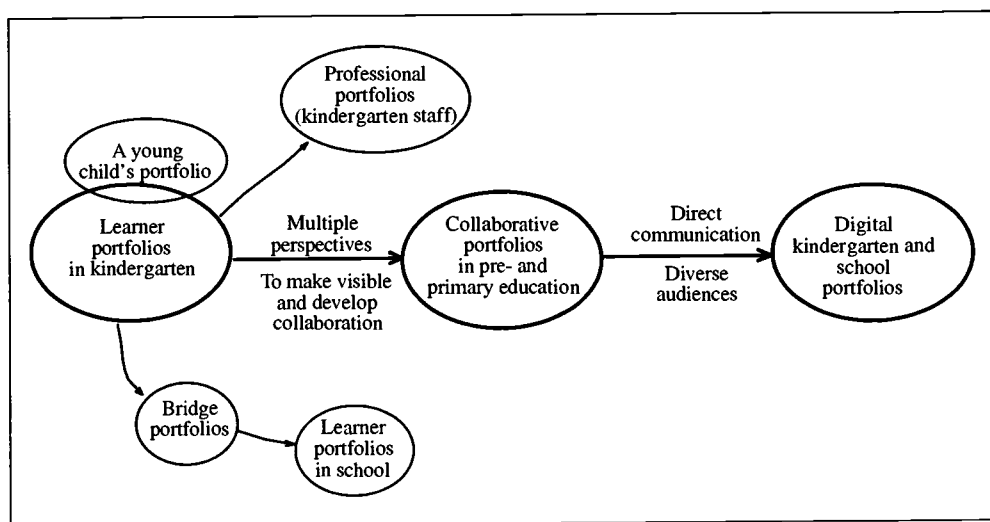 Professional
portfolios
(kindergarten staff)
A young
child's portfolio
Learner
portfolios
in kindergarten
Multiple
perspectives
To make visible
and develop
collaboration
Collaborative
portfolios
in pre- and
primary education
Direct
communication
Diverse
audiences
Digital
kindergarten and
school
portfolios
Bridge
portfolios
Learner
portfolios
in school